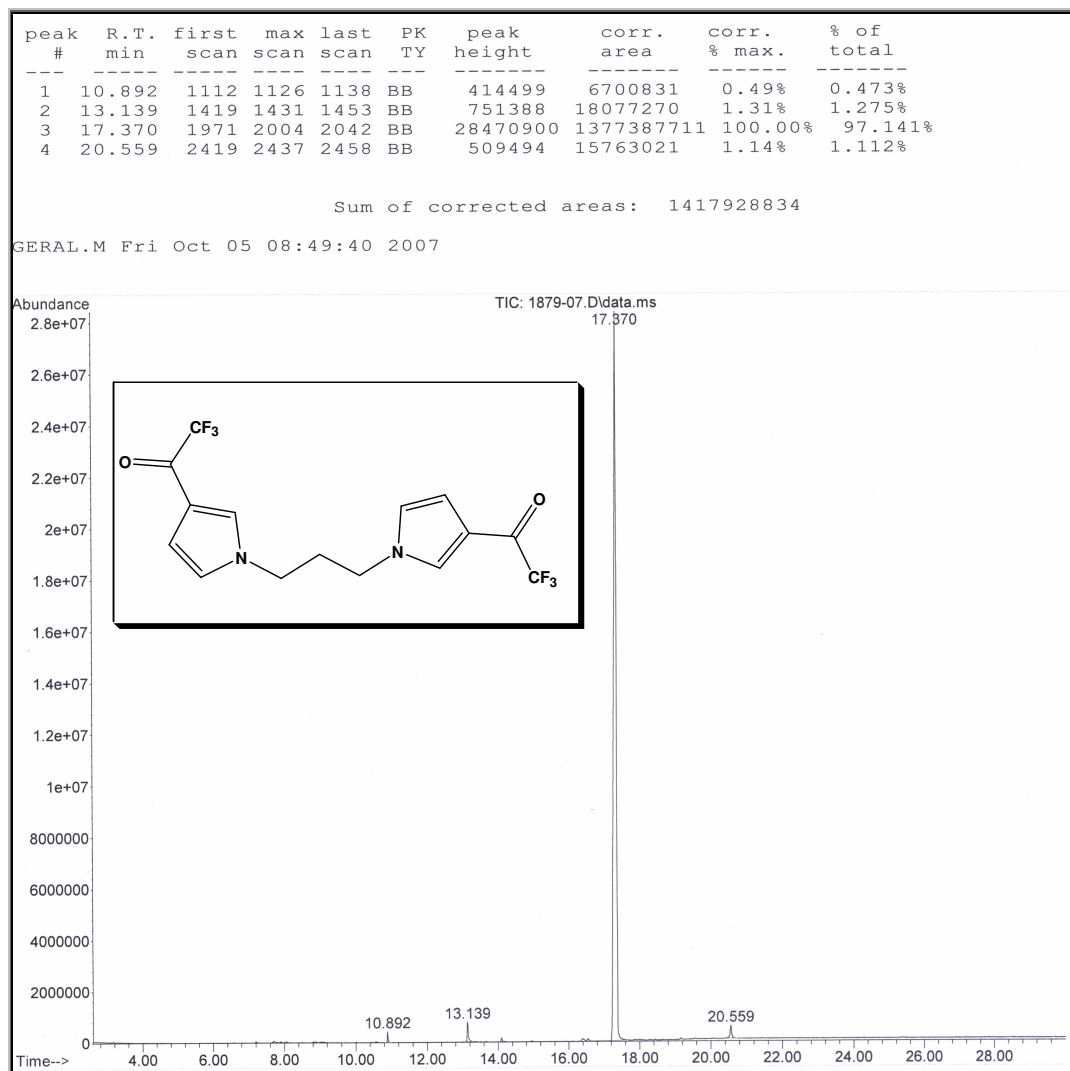 peak R.T. first max last PK peak corr. corr. % of
# min scan scan scan TY height area % max. total
--- ----- ----- ---- ---- --- ------- ------- ------ -------
1 10.892 1112 1126 1138 BB 414499 6700831 0.49% 0.473%
2 13.139 1419 1431 1453 BB 751388 18077270 1.31% 1.275%
3 17.370 1971 2004 2042 BB 28470900 1377387711 100.00% 97.141%
4 20.559 2419 2437 2458 BB 509494 15763021 1.14% 1.112%
Sum of corrected areas: 1417928834
GERAL.M Fri Oct 05 08:49:40 2007
Abundance
TIC: 1879-07.D\data.ms
17.370
2.8e+07
2.6e+07
2.4e+07
2.2e+07
2e+07
1.8e+07
1.6e+07
1.4e+07
1.2e+07
1e+07
8000000
6000000
4000000
2000000
0
CF3
O
N
N
O
CF3
10.892
13.139
20.559
Time-->
4.00 6.00 8.00 10.00 12.00 14.00 16.00 18.00 20.00 22.00 24.00 26.00 28.00